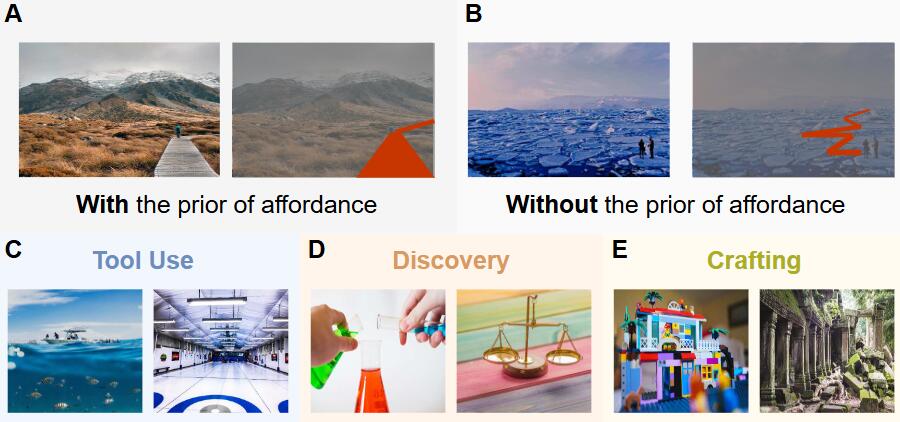 A
B
With the prior of affordance
Without the prior of affordance
C
Tool Use
D
Discovery
E
Crafting